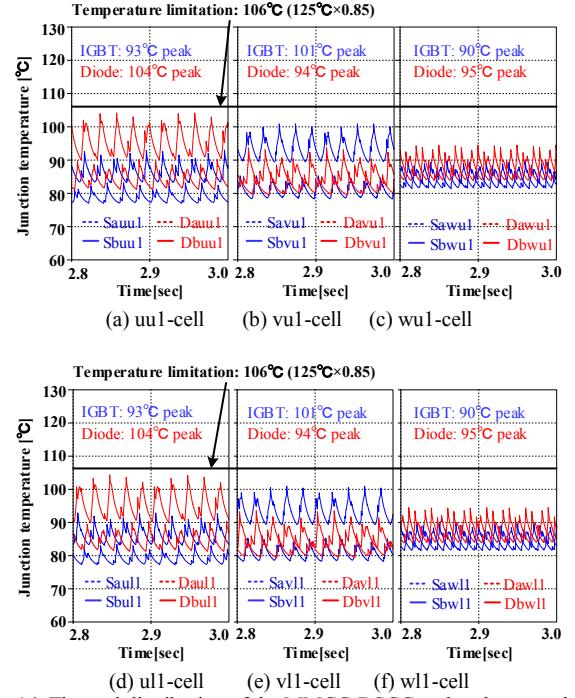 Temperature limitation: 106℃ (125℃×0.85)
Junction temperature [℃]
130
120
110
100
90
80
70
60
IGBT: 93℃ peak
Diode: 104℃ peak
IGBT: 101℃ peak
Diode: 94℃ peak
IGBT: 90℃ peak
Diode: 95℃ peak
Sauu1 Dauu1
Sbuu1 Dbuu1
Savu1 Davu1
Sbvu1 Dbvu1
Sawu1 Dawu1
Sbwu1 Dbwu1
2.8 2.9 3.0 2.8 2.9 3.0 2.8 2.9 3.0
Time[sec] Time[sec] Time[sec]
(a) uu1-cell (b) vu1-cell (c) wu1-cell
Temperature limitation: 106℃ (125℃×0.85)
Junction temperature [℃]
130
120
110
100
90
80
70
60
IGBT: 93℃ peak
Diode: 104℃ peak
IGBT: 101℃ peak
Diode: 94℃ peak
IGBT: 90℃ peak
Diode: 95℃ peak
Saul1 Daul1
Sbul1 Dbul1
Savl1 Davl1
Sbvl1 Dbvl1
Sawl1 Dawl1
Sbwl1 Dbwl1
2.8 2.9 3.0 2.8 2.9 3.0 2.8 2.9 3.0
Time[sec] Time[sec] Time[sec]
(d) ul1-cell (e) vl1-cell (f) wl1-cell